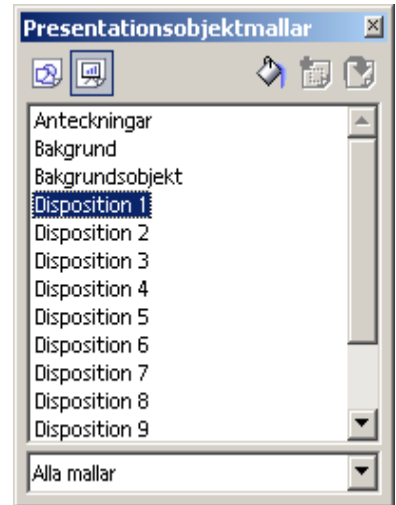 Presentationsobjektmallar
Anteckningar
Bakgrund
Bakgrundsobjekt
Disposition 1
Disposition 2
Disposition 3
Disposition 4
Disposition 5
Disposition 6
Disposition 7
Disposition 8
Disposition 9
Alla mallar